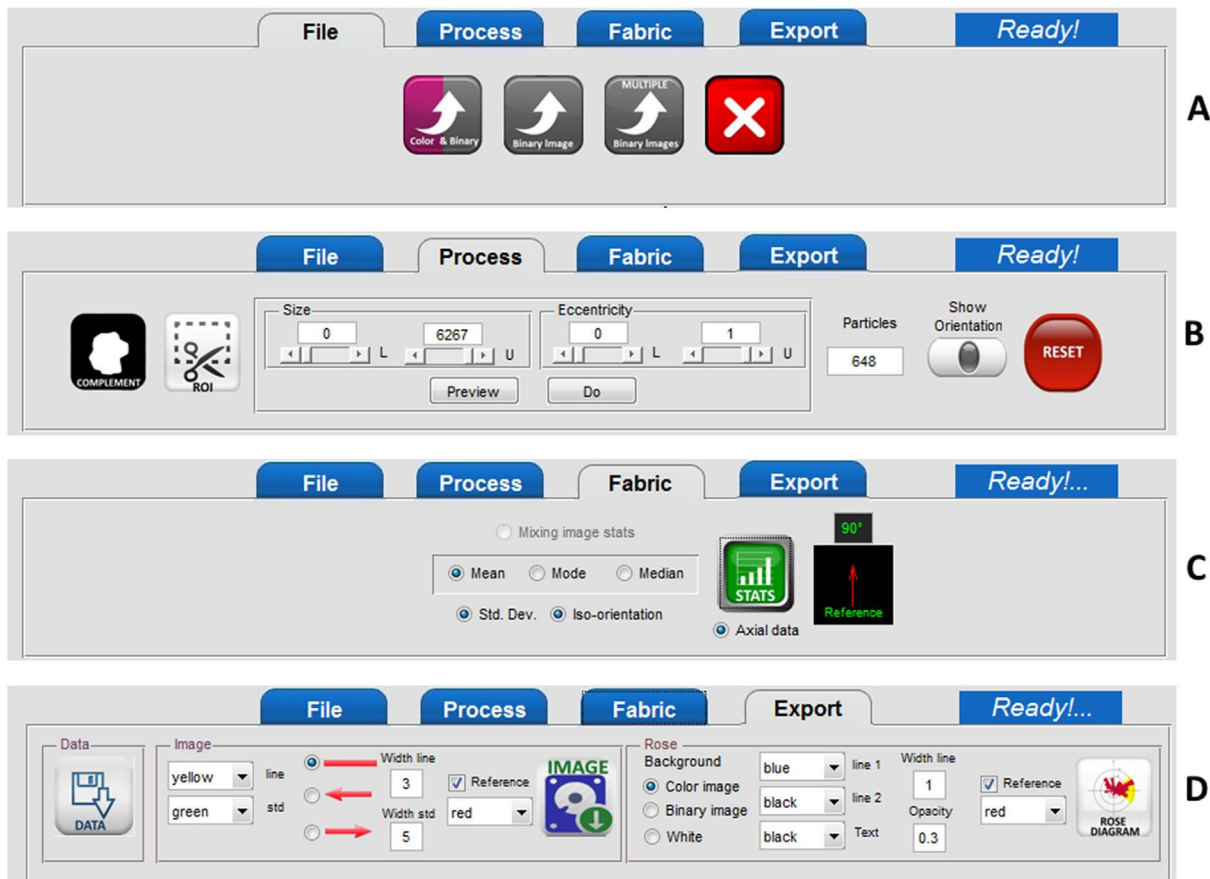 File Process Fabric Export Ready!
MULTIPLE
Color & Binary Binary Image Binary Images
A
File Process Fabric Export Ready!
Size Eccentricity
0 6267 0 1
L U L U
Preview Do
COMPLEMENT ROI
Particles
648
Show
Orientation
RESET
B
File Process Fabric Export Ready!...
Mixing image stats
Mean Mode Median
Std. Dev. Iso-orientation
STATS
Axial data
90°
Reference
C
File Process Fabric Export Ready!...
Data
DATA
Image
yellow line
green std
Width line
3
Width std
5
Reference
red
IMAGE
Rose
Background
Color image
Binary image
White
blue line 1
black line 2
black Text
Width line
1
Opacity
0.3
Reference
red
ROSE
DIAGRAM
D